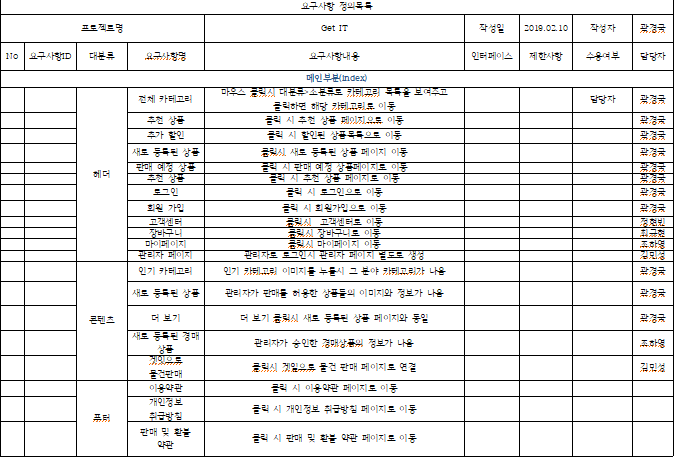 요구사항 정의목록
프로젝트명 Get IT 작성일 2019.02.10 작성자 곽경국
No 요구사항ID 대분류 요구사항명 요구사항내용 인터페이스 제한사항 수용여부 담당자
메인부분(index)
헤더
전체 카테고리 마우스 클릭시 대분류>소분류로 카테고리 목록을 보여주고 담당자 곽경국
클릭하면 해당 카테고리로 이동
추천 상품 클릭 시 추천 상품 페이지으로 이동 곽경국
추가 할인 클릭 시 할인된 상품목록으로 이동 곽경국
새로 등록된 상품 클릭시 새로 등록된 상품 페이지 이동 곽경국
판매 예정 상품 클릭 시 판매 예정 상품페이지로 이동 곽경국
추천 상품 클릭 시 추천 상품 페이지로 이동 곽경국
로그인 클릭 시 로그인으로 이동 곽경국
회원 가입 클릭 시 회원가입으로 이동 곽경국
고객센터 클릭시 고객센터로 이동
장바구니 클릭시 장바구니로 이동
마이페이지 클릭시 마이페이지 이동 조하영
관리자 페이지 관리자로 로그인시 관리자 페이지 별도로 생성 김민성
콘텐츠
인기 카테고리 인기 카테고리 이미지를 누를시 그 분야 카테고리가 나옴 곽경국
새로 등록된 상품 관리자가 판매를 허용한 상품들의 이미지와 정보가 나옴 곽경국
더 보기 더 보기 클릭시 새로 등록된 상품 페이지와 동일 곽경국
새로 등록된 경매
상품 관리자가 승인한 경매상품의 정보가 나옴 조하영
겟잇으로
물건판매 클릭시 겟잇으로 물건 판매 페이지로 연결 김민성
푸터
이용약관 클릭 시 이용약관 페이지로 이동
개인정보
취급방침 클릭 시 개인정보 취급방침 페이지로 이동
판매 및 환불
약관 클릭 시 판매 및 환불 약관 페이지로 이동